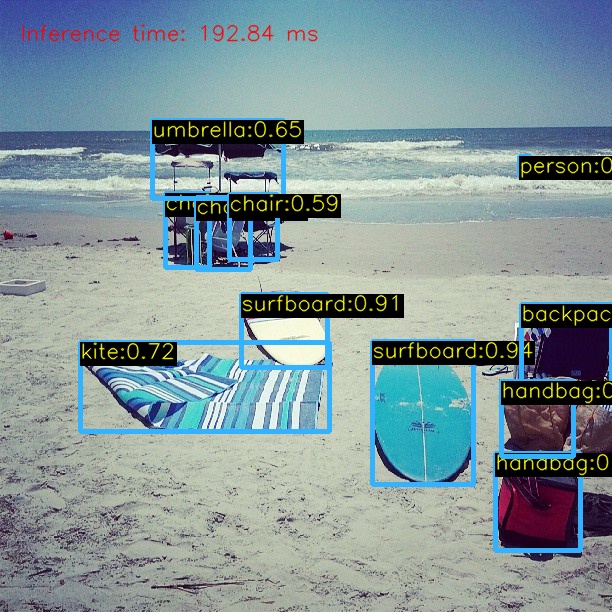 Inference time: 192.84 ms
umbrella:0.65
person:0
chair:0.59
surfboard:0.91
backpac
kite:0.72
surfboard:0.94
handbag:0
handbag:0